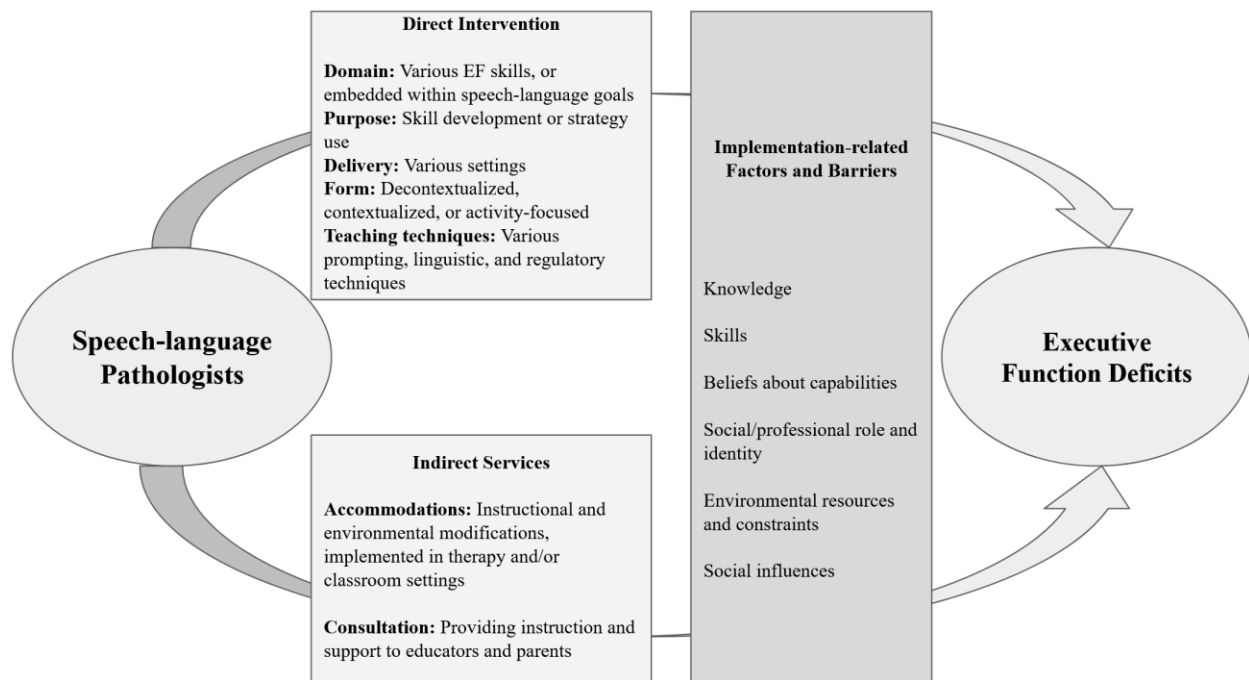 Direct Intervention
Domain: Various EF skills, or
embedded within speech-language goals
Purpose: Skill development or strategy
use
Delivery: Various settings
Form: Decontextualized,
contextualized, or activity-focused
Teaching techniques: Various
prompting, linguistic, and regulatory
techniques
Speech-language
Pathologists
Indirect Services
Accommodations: Instructional and
environmental modifications,
implemented in therapy and/or
classroom settings
Consultation: Providing instruction and
support to educators and parents
Implementation-related
Factors and Barriers
Knowledge
Skills
Beliefs about capabilities
Social/professional role and
identity
Environmental resources
and constraints
Social influences
Executive
Function Deficits